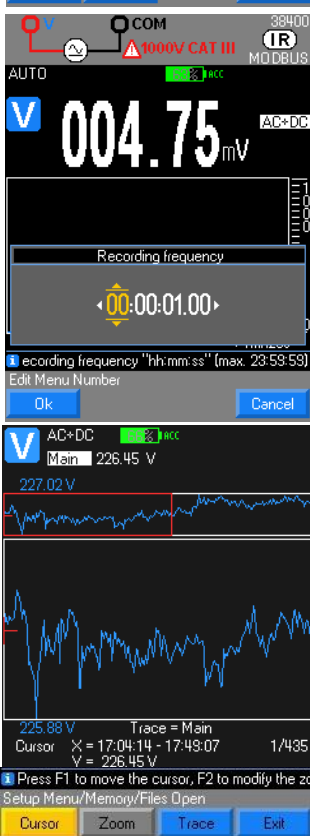 V COM 38400
1000V CAT III IR
MODBUS
AUTO ACC
V 004.75 mV AC+DC
Recording frequency
00:00:01.00
ecording frequency "hh:mm:ss" (max. 23:59:59)
Edit Menu Number
Ok Cancel
V AC+DC ACC
Main 226.45 V
227.02 V
225.88 V Trace = Main
Cursor X = 17:04:14 - 17:49:07 1/435
V = 226.45 V
Press F1 to move the cursor, F2 to modify the zo
Setup Menu/Memory/Files Open
Cursor Zoom Trace Exit